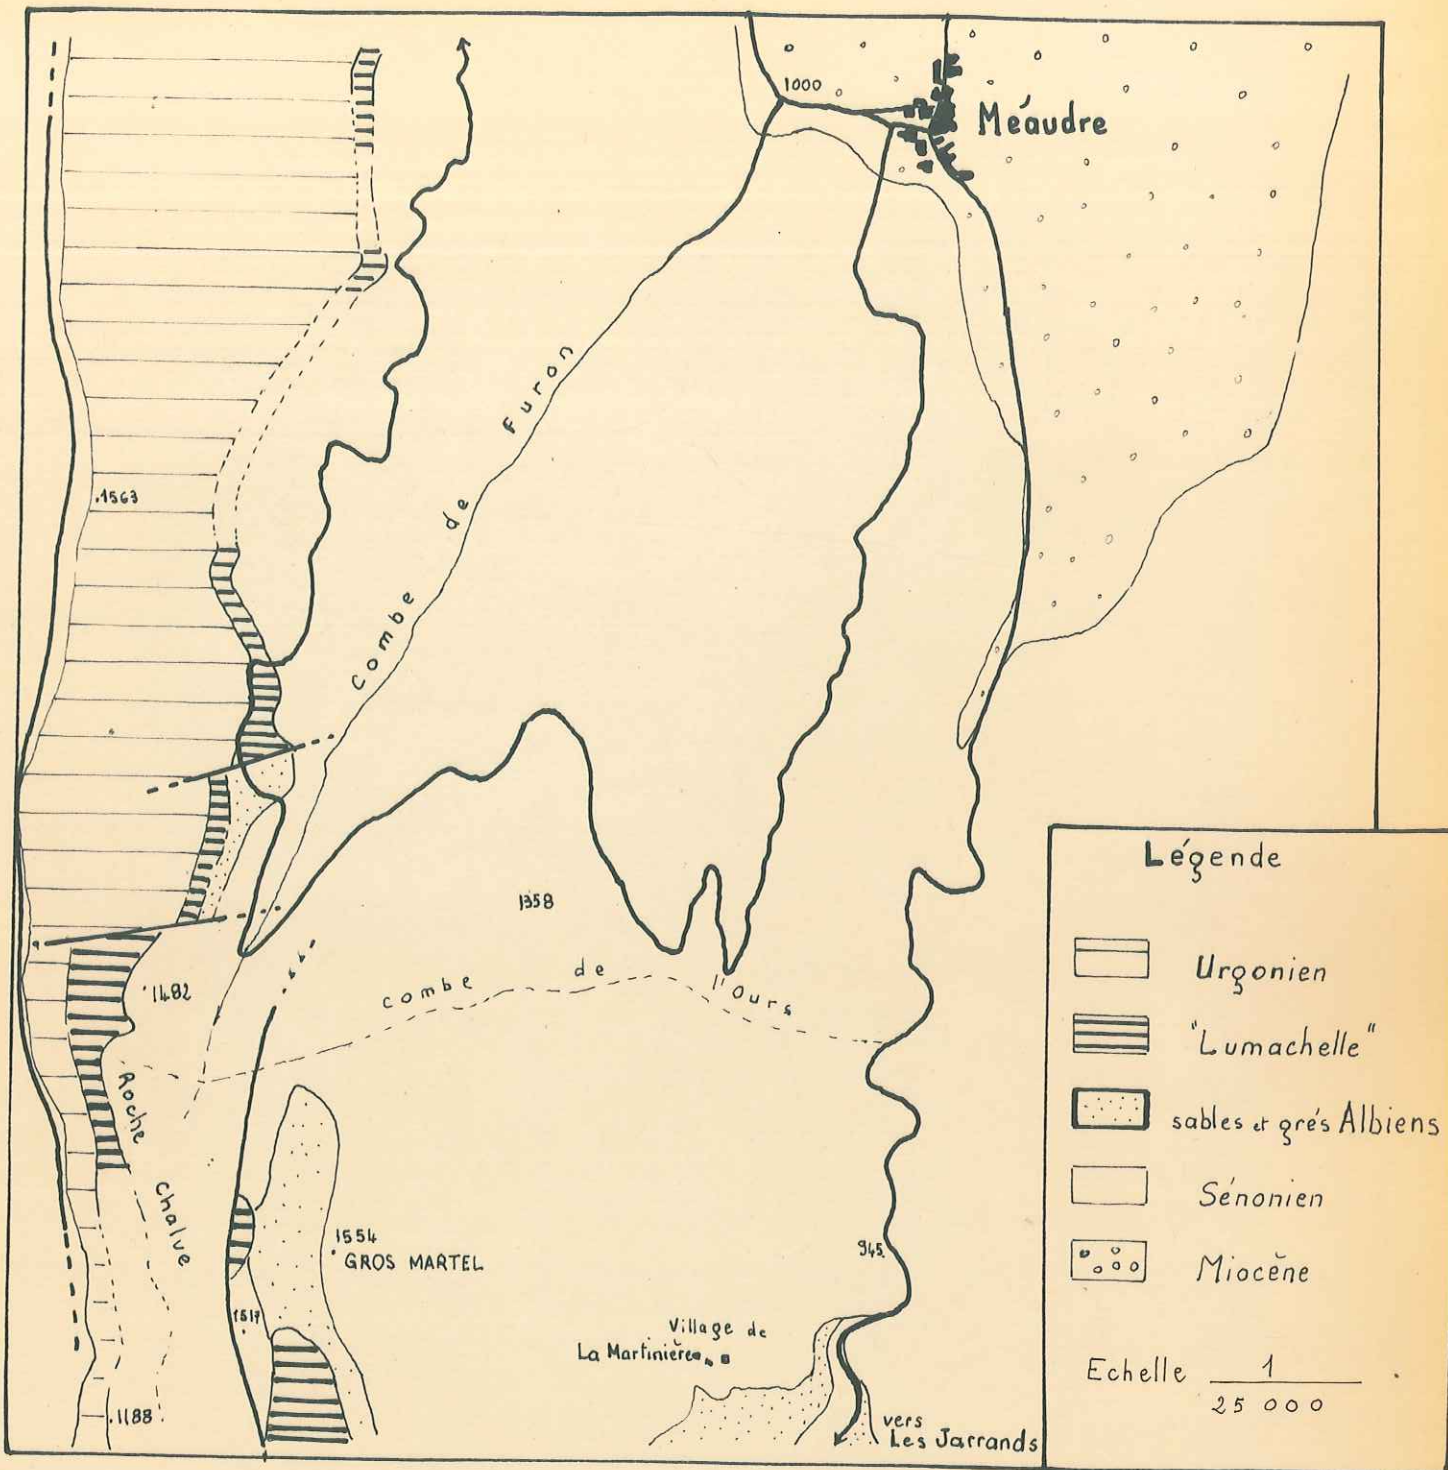 1000
Méaudre
Combe de Furon
.1563
1358
.1482
Combe de l'Ours
Roche Chalve
1554
. GROS MARTEL
945.
1517
Village de
La Martinière
.1188
vers
Les Jarrands
Légende
Urgonien
"Lumachelle"
sables et grés Albiens
Sénonien
Miocène
Echelle 1
25 000